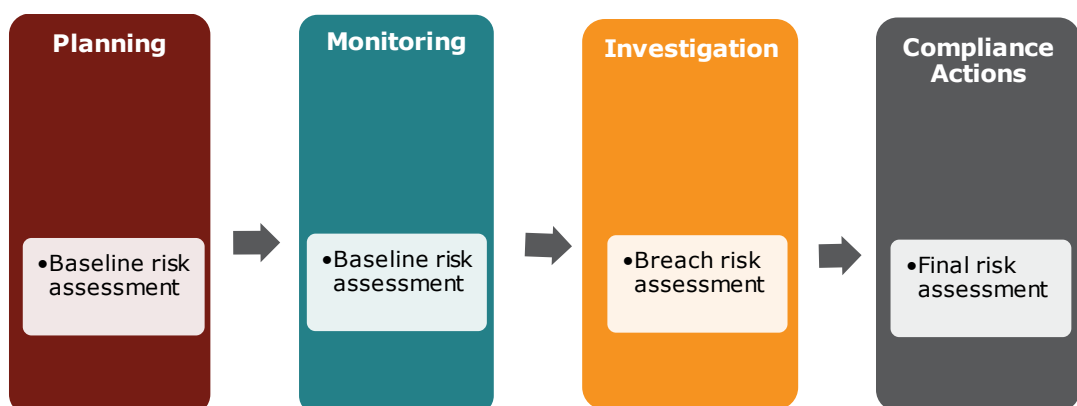 Planning
•Baseline risk
assessment
Monitoring
•Baseline risk
assessment
Investigation
•Breach risk
assessment
Compliance
Actions
•Final risk
assessment